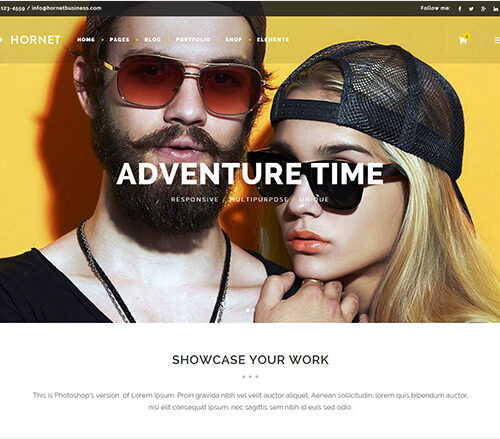 123-4559 / info@hornetbusiness.com
Follow me:
HORNET
HOME PAGES BLOG PORTFOLIO SHOP ELEMENTS
ADVENTURE TIME
RESPONSIVE / MULTIPURPOSE / UNIQUE
SHOWCASE YOUR WORK
This is Photoshop's version of Lorem Ipsum. Proin gravida nibh vel velit auctor aliquet. Aenean sollicitudin, lorem quis bibendum auctor,
nisi elit consequat ipsum, nec sagittis sem nibh id elit. Duis sed odio.